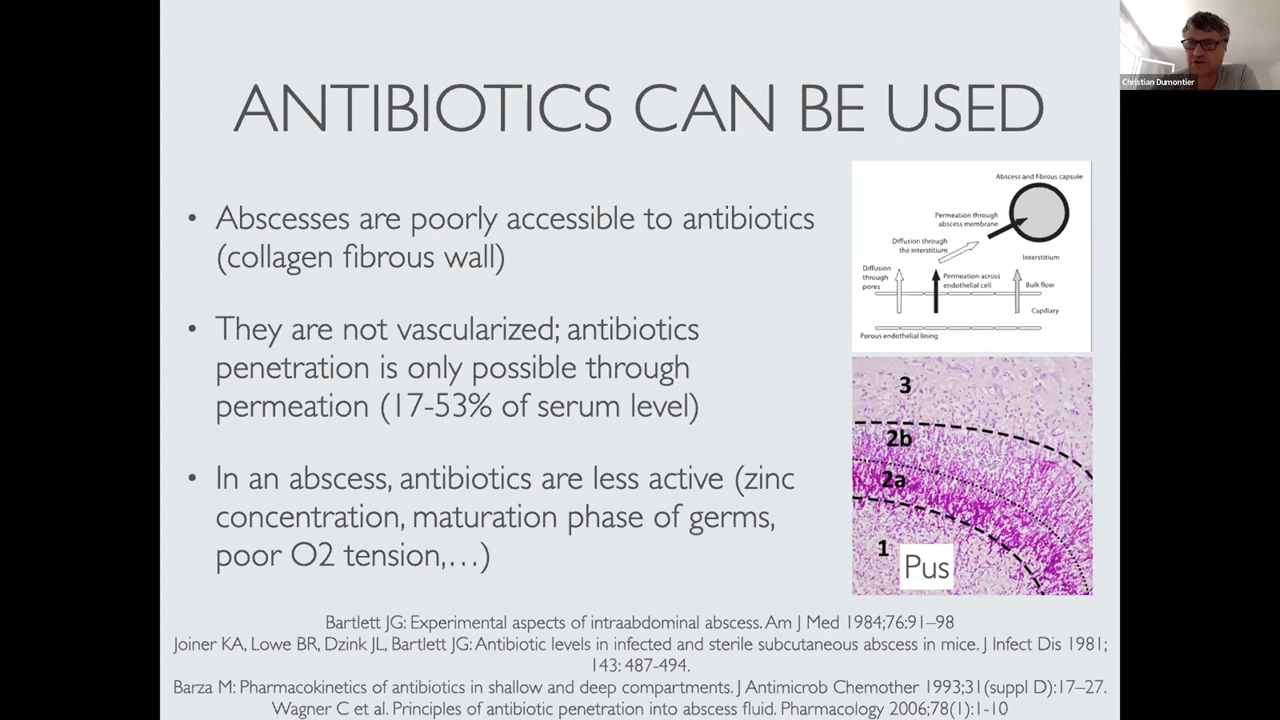 Christian Dumontier
ANTIBIOTICS CAN BE USED
• Abscesses are poorly accessible to antibiotics
(collagen fibrous wall)
• They are not vascularized; antibiotics
penetration is only possible through
permeation (17-53% of serum level)
• In an abscess, antibiotics are less active (zinc
concentration, maturation phase of germs,
poor O2 tension,…)
Abscess and fibrous capsule
Permeation through
abscess membrane
Diffusion through
the interstitium
Interstitium
Diffusion
through
pores
Permeation across
endothelial cell
Bulk flow
Capillary
Porous endothelial lining
3
2b
2a
1
Pus
Bartlett JG: Experimental aspects of intraabdominal abscess. Am J Med 1984;76:91–98
Joiner KA, Lowe BR, Dzink JL, Bartlett JG: Antibiotic levels in infected and sterile subcutaneous abscess in mice. J Infect Dis 1981;
143: 487-494.
Barza M: Pharmacokinetics of antibiotics in shallow and deep compartments. J Antimicrob Chemother 1993;31(suppl D):17–27.
Wagner C et al. Principles of antibiotic penetration into abscess fluid. Pharmacology 2006;78(1):1-10